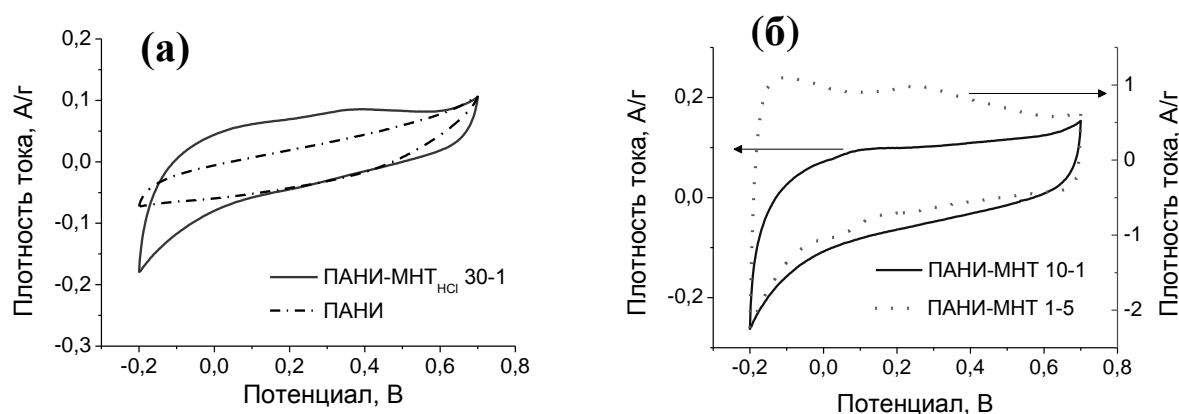 (а)
Плотность тока, А/г
0,2
0,1
0,0
-0,1
-0,2
-0,3
ПАНИ-МНТHCl 30-1
ПАНИ
-0,2 0,0 0,2 0,4 0,6 0,8
Потенциал, В
(б)
Плотность тока, А/г
0,2
0,0
-0,2
1
0
-1
-2
Плотность тока, А/г
ПАНИ-МНТ 10-1
ПАНИ-МНТ 1-5
-0,2 0,0 0,2 0,4 0,6 0,8
Потенциал, В